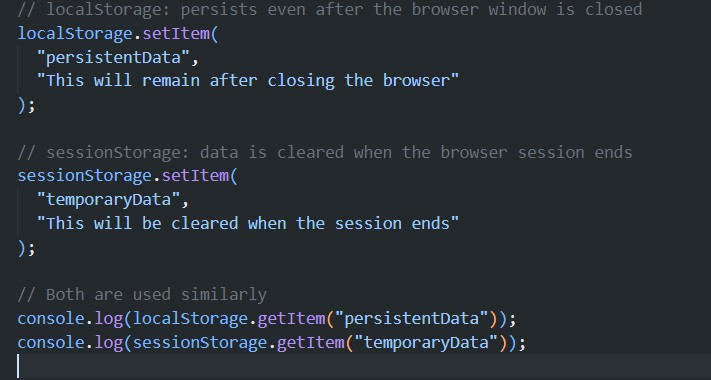 // localStorage: persists even after the browser window is closed
localStorage.setItem(
"persistentData",
"This will remain after closing the browser"
);
// sessionStorage: data is cleared when the browser session ends
sessionStorage.setItem(
"temporaryData",
"This will be cleared when the session ends"
);
// Both are used similarly
console.log(localStorage.getItem("persistentData"));
console.log(sessionStorage.getItem("temporaryData"));